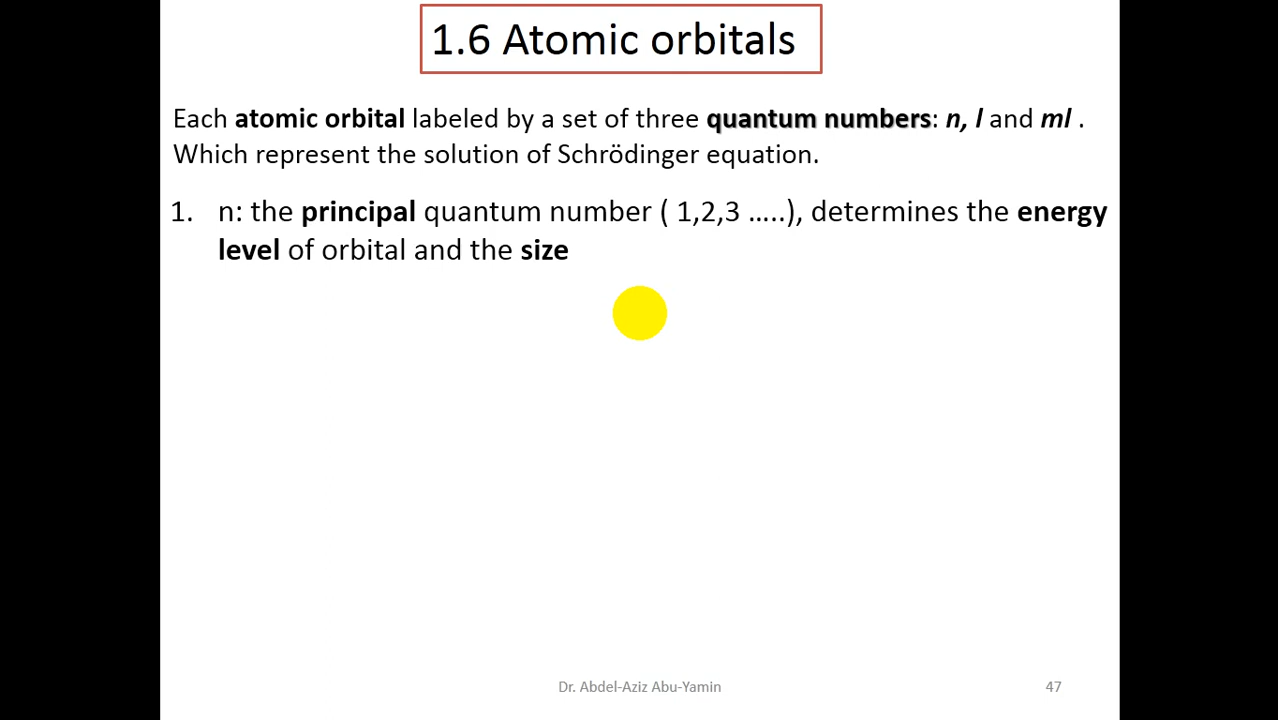 1.6 Atomic orbitals
Each atomic orbital labeled by a set of three quantum numbers: n, l and ml .
Which represent the solution of Schrödinger equation.
1. n: the principal quantum number ( 1,2,3 …..), determines the energy
level of orbital and the size
Dr. Abdel-Aziz Abu-Yamin
47